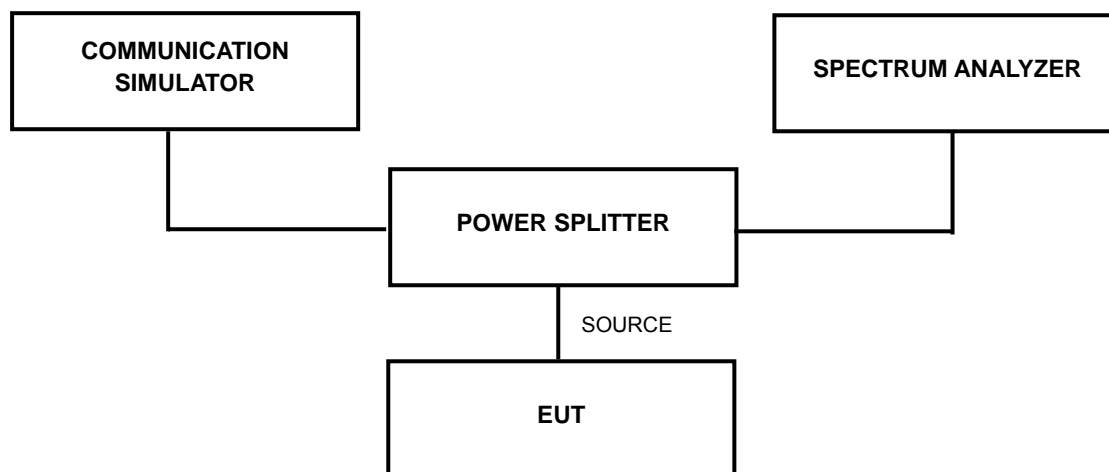 COMMUNICATION
SIMULATOR
SPECTRUM ANALYZER
POWER SPLITTER
SOURCE
EUT